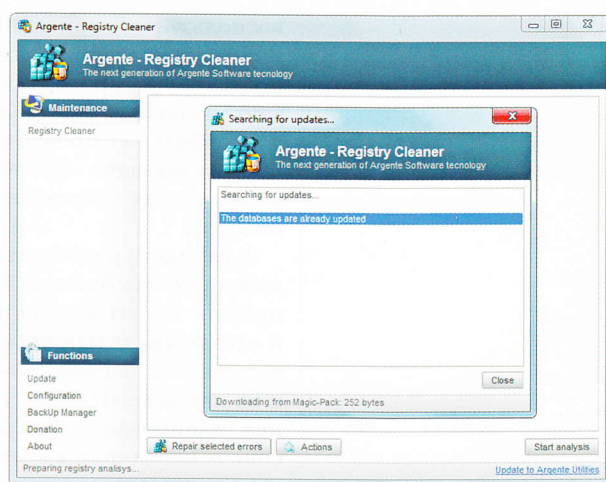 Argente - Registry Cleaner
Argente - Registry Cleaner
The next generation of Argente Software tecnology
Maintenance
Registry Cleaner
Searching for updates...
Argente - Registry Cleaner
The next generation of Argente Software tecnology
Searching for updates...
The databases are already updated
Close
Downloading from Magic-Pack: 252 bytes
Functions
Update
Configuration
BackUp Manager
Donation
About
Repair selected errors
Actions
Start analysis
Preparing registry analisys...
Update to Argente Utilities